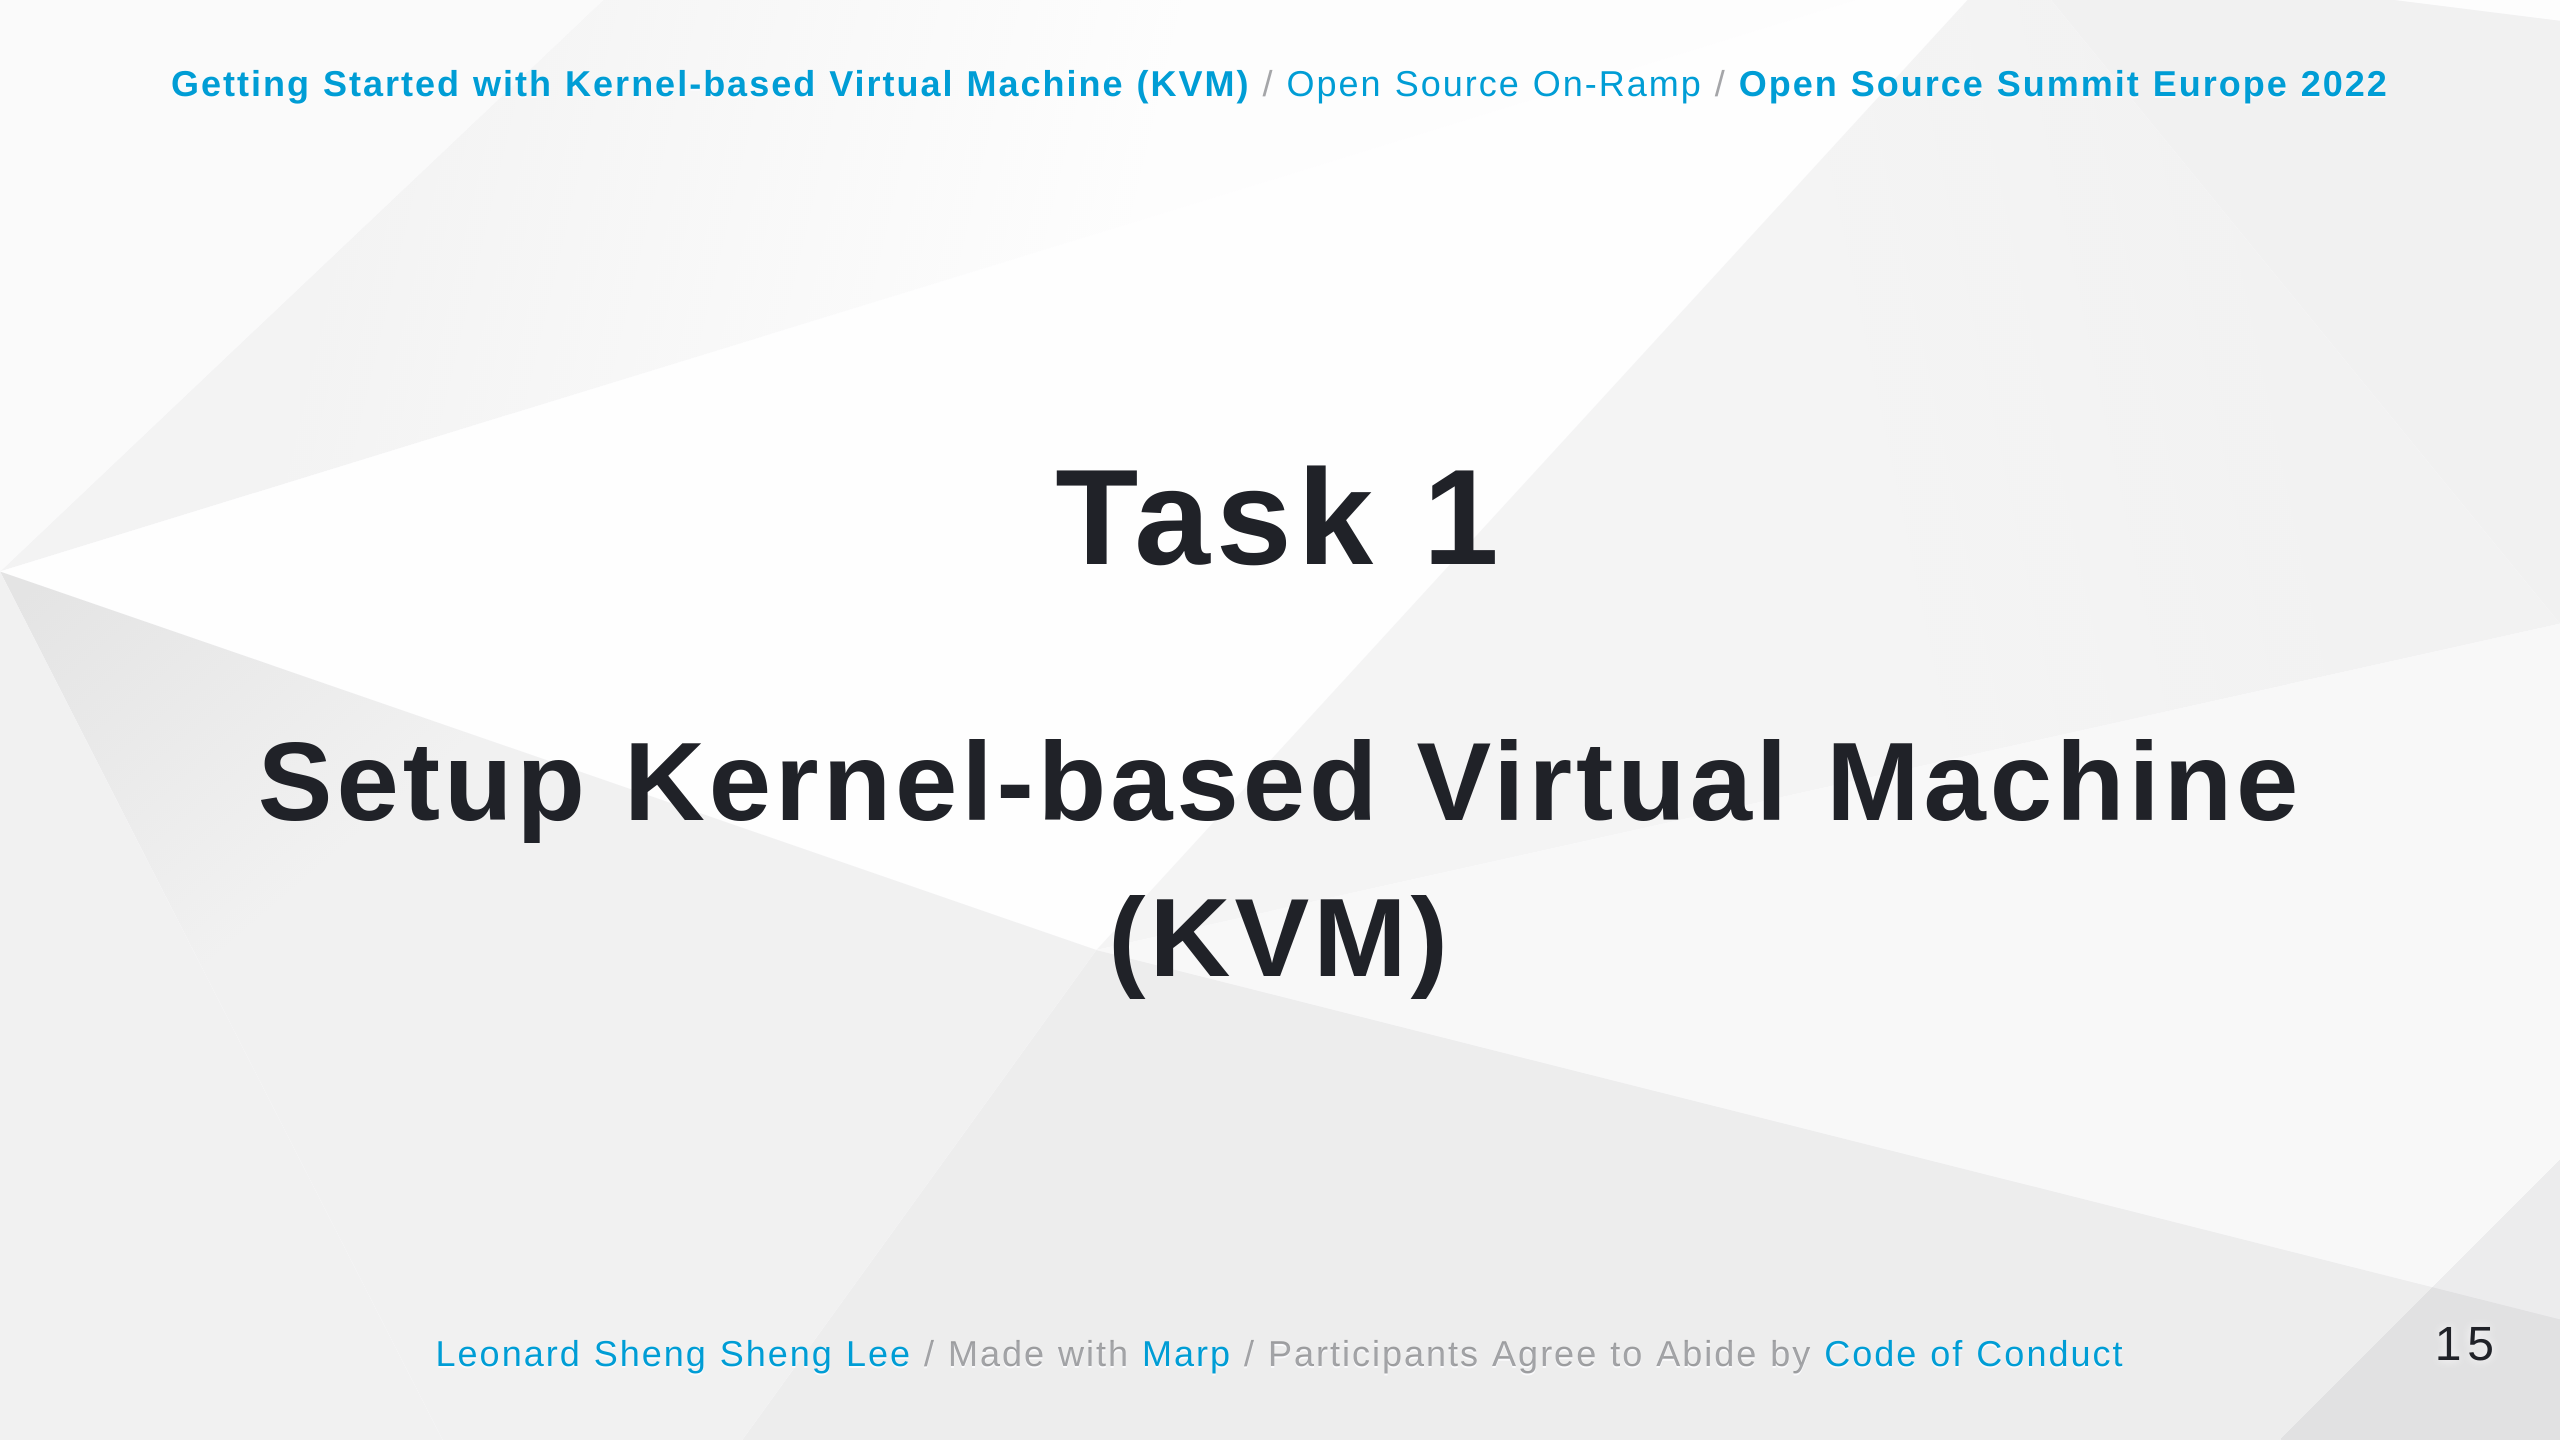 Getting Started with Kernel-based Virtual Machine (KVM) / Open Source On-Ramp / Open Source Summit Europe 2022
Task 1
Setup Kernel-based Virtual Machine
(KVM)
Leonard Sheng Sheng Lee / Made with Marp / Participants Agree to Abide by Code of Conduct
15